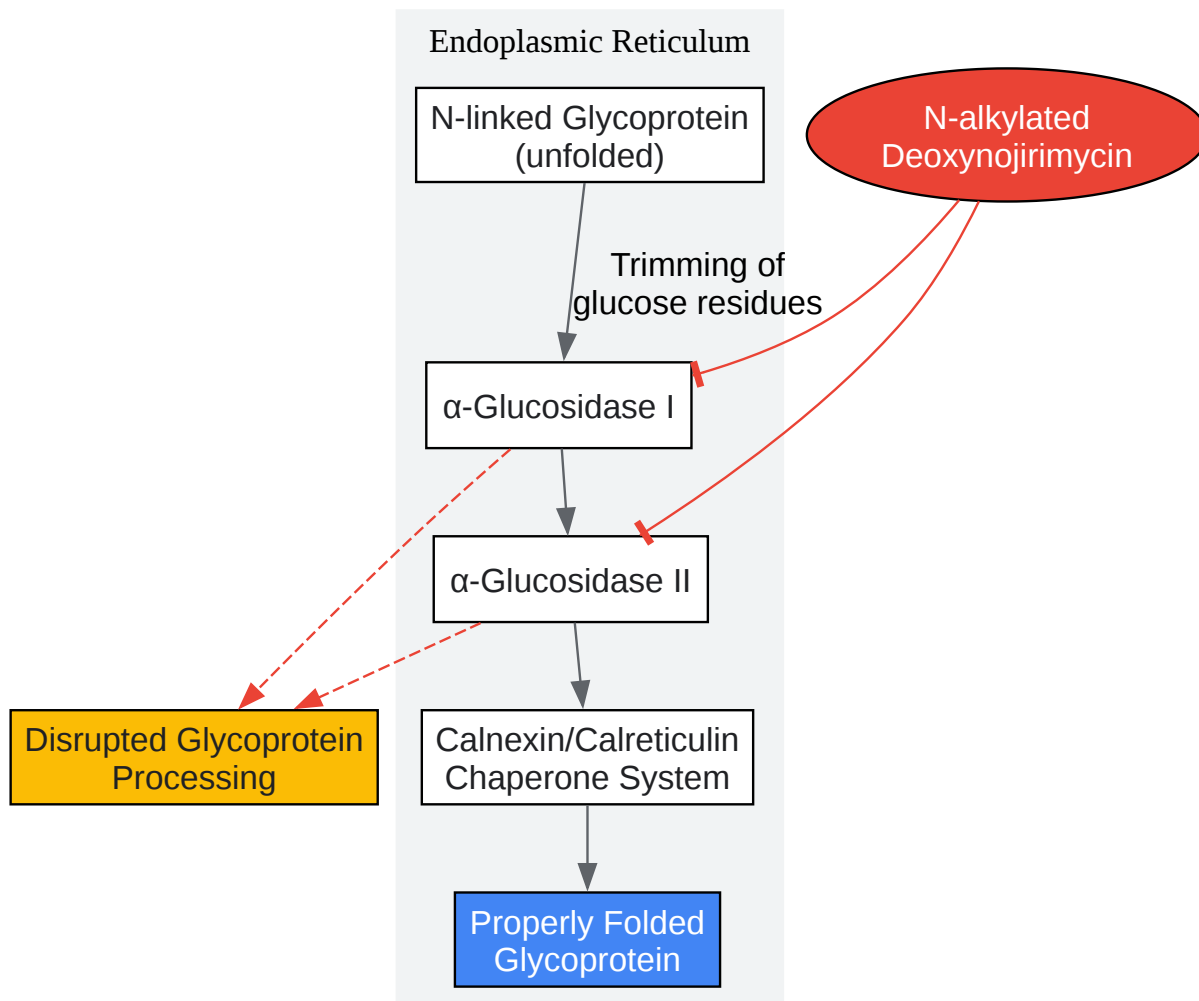 Endoplasmic Reticulum
N-linked Glycoprotein
(unfolded)
N-alkylated
Deoxynojirimycin
Trimming of
glucose residues
α-Glucosidase I
α-Glucosidase II
Disrupted Glycoprotein
Processing
Calnexin/Calreticulin
Chaperone System
Properly Folded
Glycoprotein